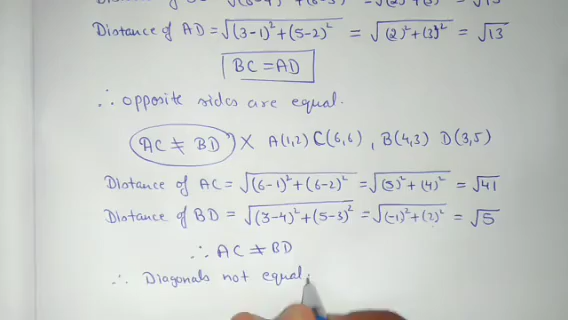 Distance of AD = √(3-1)²+(5-2)² = √(2)²+(3)² = √13
BC = AD
∴ opposite sides are equal.
AC ≠ BD × A(1,2) C(6,6), B(4,3) D(3,5)
Distance of AC = √(6-1)²+(6-2)² = √(5)²+(4)² = √41
Distance of BD = √(3-4)²+(5-3)² = √(-1)²+(2)² = √5
∴ AC ≠ BD
∴ Diagonals not equal.